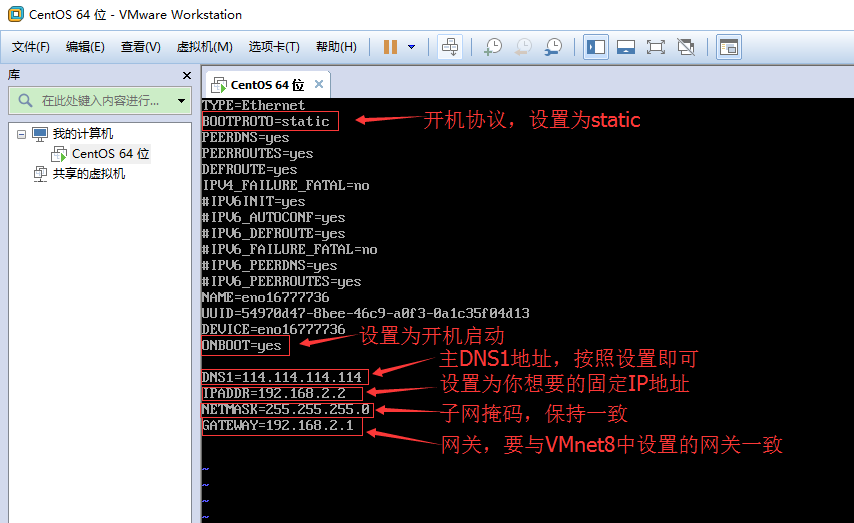 CentOS 64 位 - VMware Workstation
文件(F) 编辑(E) 查看(V) 虚拟机(M) 选项卡(T) 帮助(H)
库
在此处键入内容进行...
我的计算机
CentOS 64 位
共享的虚拟机
CentOS 64 位
TYPE=Ethernet
BOOTPROTO=static 开机协议，设置为static
PEERDNS=yes
PEERROUTES=yes
DEFROUTE=yes
IPV4_FAILURE_FATAL=no
#IPV6INIT=yes
#IPV6_AUTOCONF=yes
#IPV6_DEFROUTE=yes
#IPV6_FAILURE_FATAL=no
#IPV6_PEERDNS=yes
#IPV6_PEERROUTES=yes
NAME=eno16777736
UUID=54970d47-8bee-46c9-a0f3-0a1c35f04d13
DEVICE=eno16777736
ONBOOT=yes 设置为开机启动
DNS1=114.114.114.114 主DNS1地址，按照设置即可
IPADDR=192.168.2.2 设置为你想要的固定IP地址
NETMASK=255.255.255.0 子网掩码，保持一致
GATEWAY=192.168.2.1 网关，要与VMnet8中设置的网关一致
~
~
~
~